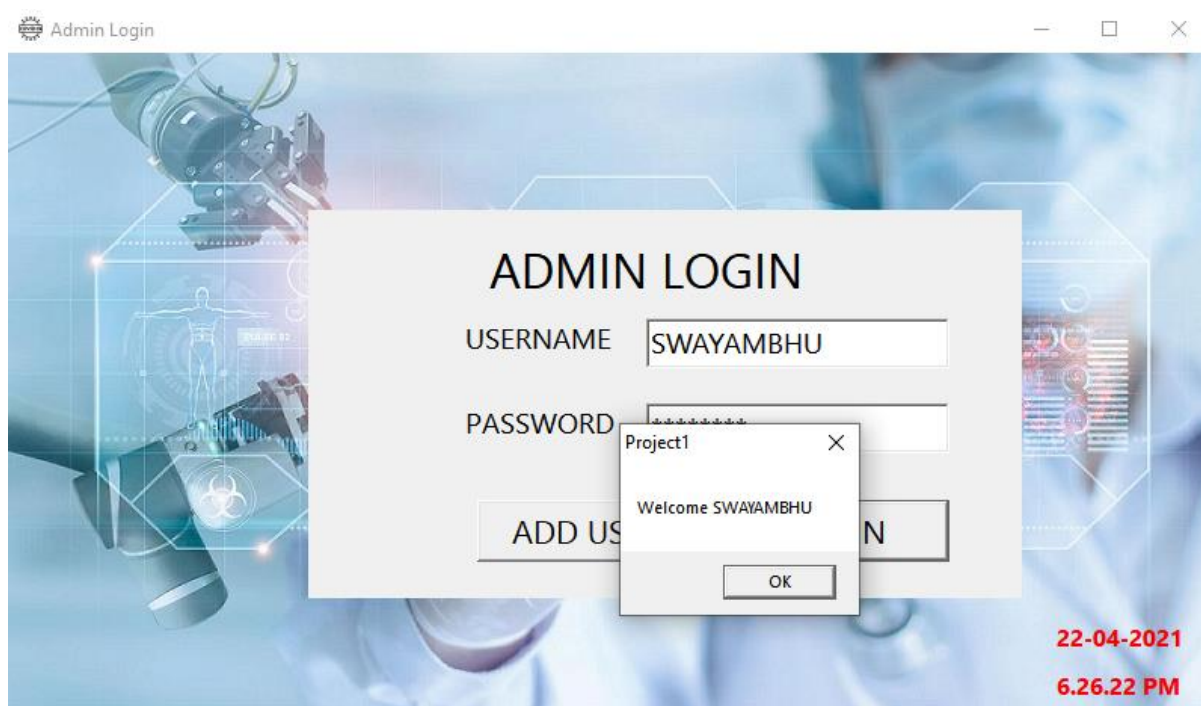 Admin Login
ADMIN LOGIN
USERNAME
SWAYAMBHU
PASSWORD
********
Project1
Welcome SWAYAMBHU
OK
ADD US
N
22-04-2021
6.26.22 PM